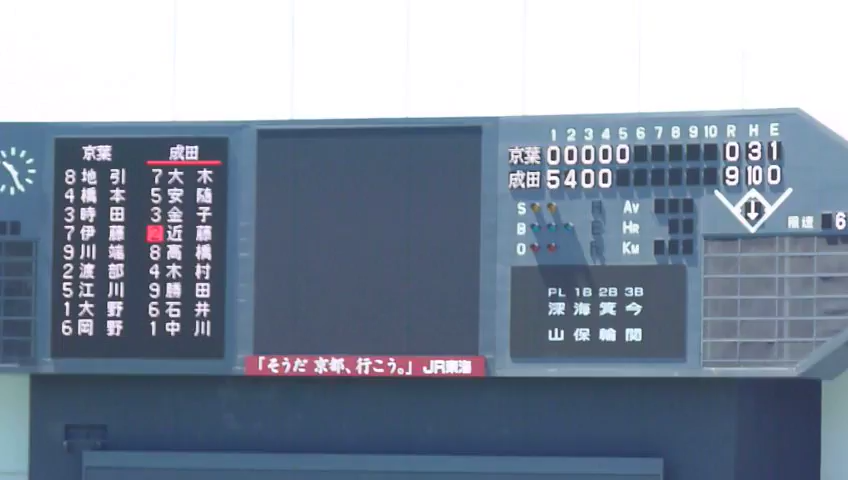 京葉 成田
8 地引 7 大木
4 橋本 5 安随
3 時田 3 金子
7 伊藤 2 近藤
9 川端 8 高橋
2 渡部 4 木村
5 江川 9 勝田
1 大野 6 石井
6 岡野 1 中川
「そうだ 京都、行こう。」 JR東海
1 2 3 4 5 6 7 8 9 10 R H E
京葉 0 0 0 0 0 0 3 1
成田 5 4 0 0 9 10 0
S Av
B HR
O KM
風速 6
PL 1B 2B 3B
深 海 箕 今
山 保 輪 関